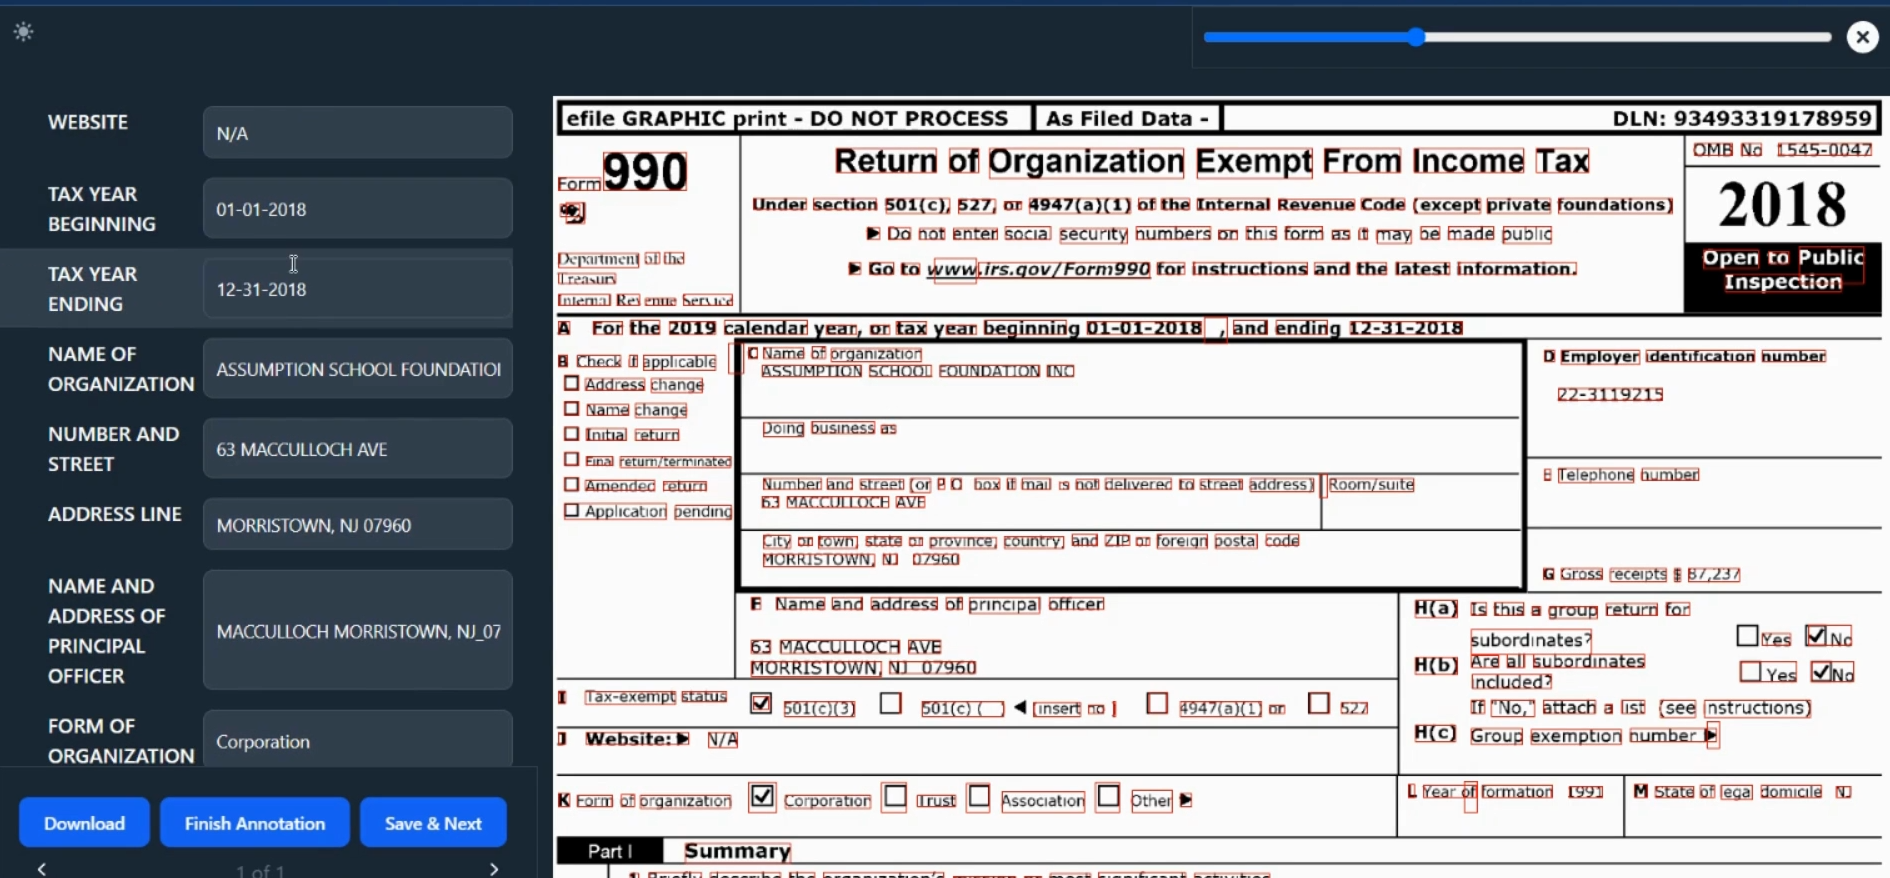 WEBSITE
N/A
TAX YEAR
BEGINNING
01-01-2018
TAX YEAR
ENDING
12-31-2018
NAME OF
ORGANIZATION
ASSUMPTION SCHOOL FOUNDATIOI
NUMBER AND
STREET
63 MACCULLOCH AVE
ADDRESS LINE
MORRISTOWN, NJ 07960
NAME AND
ADDRESS OF
PRINCIPAL
OFFICER
MACCULLOCH MORRISTOWN, NJ_07
FORM OF
ORGANIZATION
Corporation
Download
Finish Annotation
Save & Next
1 of 1
efile GRAPHIC print - DO NOT PROCESS
As Filed Data -
DLN: 93493319178959
Form 990
Department of the
Treasury
Internal Revenue Service
Return of Organization Exempt From Income Tax
Under section 501(c), 527, or 4947(a)(1) of the Internal Revenue Code (except private foundations)
▶ Do not enter social security numbers on this form as it may be made public
▶ Go to www.irs.gov/Form990 for instructions and the latest information.
OMB No 1545-0047
2018
Open to Public
Inspection
A For the 2019 calendar year, or tax year beginning 01-01-2018 , and ending 12-31-2018
B Check if applicable
Address change
Name change
Initial return
Final return/terminated
Amended return
Application pending
C Name of organization
ASSUMPTION SCHOOL FOUNDATION INC
Doing business as
Number and street (or P O box if mail is not delivered to street address)
Room/suite
63 MACCULLOCH AVE
City or town, state or province, country, and ZIP or foreign postal code
MORRISTOWN, NJ 07960
D Employer identification number
22-3119215
E Telephone number
G Gross receipts $ 87,237
F Name and address of principal officer
63 MACCULLOCH AVE
MORRISTOWN, NJ 07960
H(a) Is this a group return for
subordinates?
Yes No
H(b) Are all subordinates
included?
Yes No
If "No," attach a list (see instructions)
H(c) Group exemption number ▶
I Tax-exempt status
501(c)(3)
501(c) ( ) ◀ (insert no )
4947(a)(1) or
527
J Website: ▶ N/A
K Form of organization
Corporation
Trust
Association
Other ▶
L Year of formation 1991
M State of legal domicile NJ
Part I Summary
1 Briefly describe the organization's mission or most significant activities